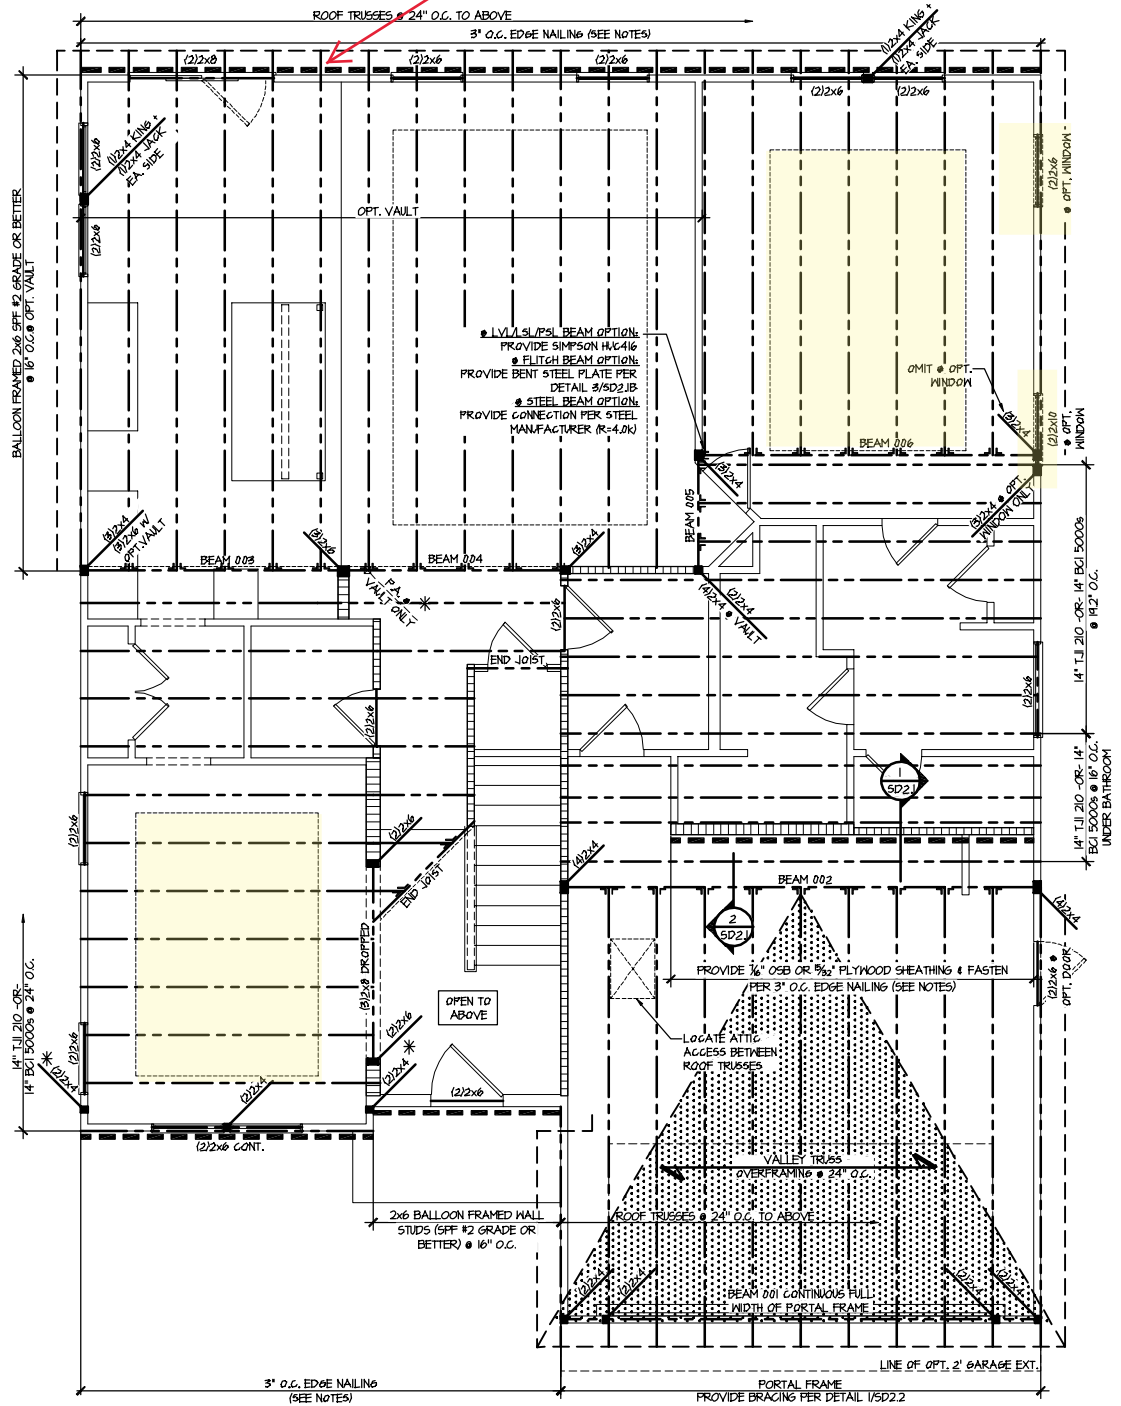 ROOF TRUSSES @ 24" O.C. TO ABOVE
3" O.C. EDGE NAILING (SEE NOTES)
(2)2x8
(2)2x6
(2)2x6
(2)2x6
(2)2x6
(1)2x4 KING +
(1)2x4 JACK
EA. SIDE
(2)2x6
(1)2x4 KING +
(1)2x4 JACK
EA. SIDE
(2)2x6
(2)2x6
@ OPT. WINDOW
BALLOON FRAMED 2x6 SPF #2 GRADE OR BETTER
@ 16" O.C. @ OPT. VAULT
OPT. VAULT
@ LVL/LSL/PSL BEAM OPTION:
PROVIDE SIMPSON HUC416
@ FLITCH BEAM OPTION:
PROVIDE BENT STEEL PLATE PER
DETAIL 3/SD2.1B
@ STEEL BEAM OPTION:
PROVIDE CONNECTION PER STEEL
MANUFACTURER (R=4.0k)
OMIT @ OPT.
WINDOW
(3)2x4
(2)2x10
@ OPT.
WINDOW
BEAM 006
(3)2x4
(3)2x4 @ OPT.
WINDOW ONLY
BEAM 005
(3)2x4
(3)2x6 W/
OPT.VAULT
BEAM 003
(3)2x6
BEAM 004
(3)2x4
P.A. @
VAULT ONLY
(2)2x6
(2)2x4
(4)2x4 @ VAULT
14" TJI 210 -OR- 14" BCI 5000s
@ 19.2" O.C.
END JOIST
(2)2x6
(2)2x6
1
SD2.1
14" TJI 210 -OR- 14"
BCI 5000s @ 16" O.C.
UNDER BATHROOM
(2)2x6
(2)2x6
END JOIST
(4)2x4
BEAM 002
(4)2x4
2
SD2.1
PROVIDE 7/16" OSB OR 15/32" PLYWOOD SHEATHING & FASTEN
PER 3" O.C. EDGE NAILING (SEE NOTES)
(2)2x6 @
OPT. DOOR
(3)2x8 DROPPED
OPEN TO
ABOVE
LOCATE ATTIC
ACCESS BETWEEN
ROOF TRUSSES
14" TJI 210 -OR-
14" BCI 5000s @ 24" O.C.
(2)2x6
(2)2x4
(2)2x6
(2)2x4
(2)2x4
(2)2x6
(2)2x6 CONT.
VALLEY TRUSS
OVERFRAMING @ 24" O.C.
2x6 BALLOON FRAMED WALL
STUDS (SPF #2 GRADE OR
BETTER) @ 16" O.C.
ROOF TRUSSES @ 24" O.C. TO ABOVE
(2)2x4
(2)2x4
(2)2x4
(2)2x4
BEAM 001 CONTINUOUS FULL
WIDTH OF PORTAL FRAME
LINE OF OPT. 2' GARAGE EXT.
3" O.C. EDGE NAILING
(SEE NOTES)
PORTAL FRAME
PROVIDE BRACING PER DETAIL 1/SD2.2